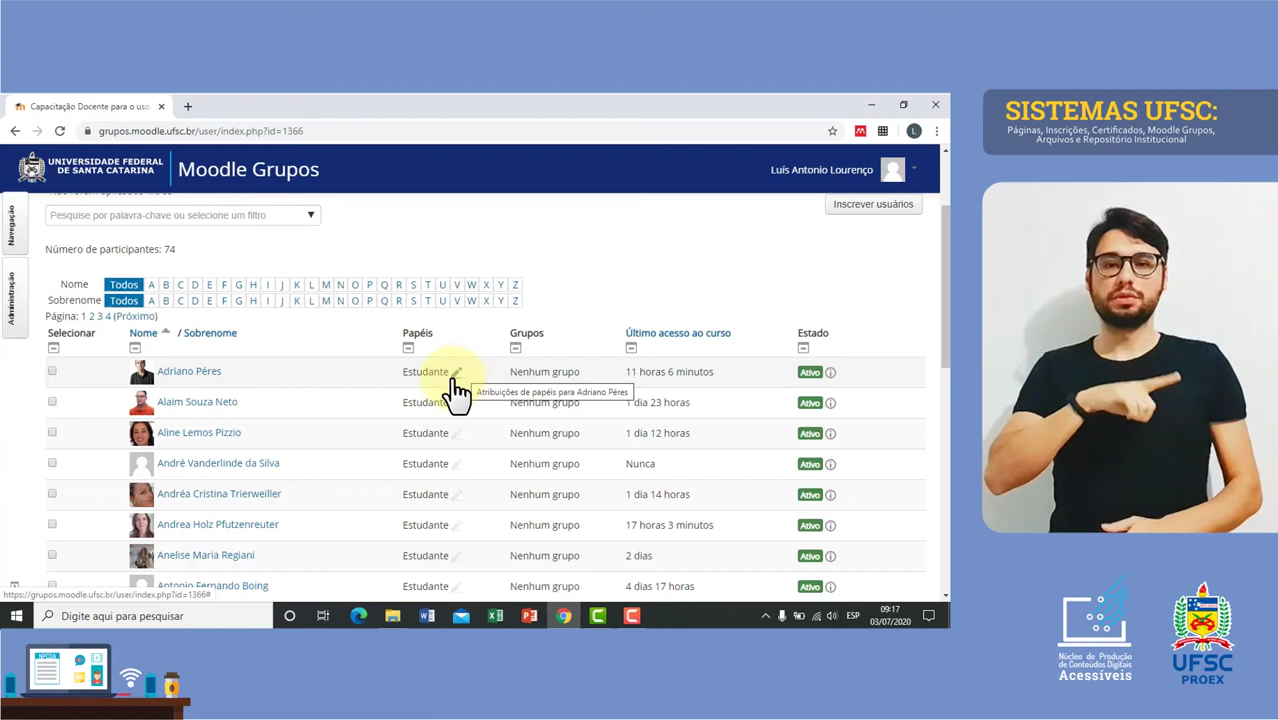 Capacitação Docente para o uso
grupos.moodle.ufsc.br/user/index.php?id=1366
L
UNIVERSIDADE FEDERAL
DE SANTA CATARINA
Moodle Grupos
Luís Antonio Lourenço
Navegação
Administração
Pesquise por palavra-chave ou selecione um filtro
Inscrever usuários
Número de participantes: 74
Nome Todos A B C D E F G H I J K L M N O P Q R S T U V W X Y Z
Sobrenome Todos A B C D E F G H I J K L M N O P Q R S T U V W X Y Z
Página: 1 2 3 4 (Próximo)
Selecionar Nome / Sobrenome Papéis Grupos Último acesso ao curso Estado
Adriano Péres Estudante Nenhum grupo 11 horas 6 minutos Ativo
Atribuições de papéis para Adriano Péres
Alaim Souza Neto Estudante Nenhum grupo 1 dia 23 horas Ativo
Aline Lemos Pizzio Estudante Nenhum grupo 1 dia 12 horas Ativo
André Vanderlinde da Silva Estudante Nenhum grupo Nunca Ativo
Andréa Cristina Trierweiller Estudante Nenhum grupo 1 dia 14 horas Ativo
Andrea Holz Pfutzenreuter Estudante Nenhum grupo 17 horas 3 minutos Ativo
Anelise Maria Regiani Estudante Nenhum grupo 2 dias Ativo
Antonio Fernando Boing Estudante Nenhum grupo 4 dias 17 horas Ativo
https://grupos.moodle.ufsc.br/user/index.php?id=1366#
Digite aqui para pesquisar
ESP
09:17
03/07/2020
SISTEMAS UFSC:
Páginas, Inscrições, Certificados, Moodle Grupos,
Arquivos e Repositório Institucional
NPCDA
Núcleo de Produção
de Conteúdos Digitais
Acessíveis
UFSC
PROEX